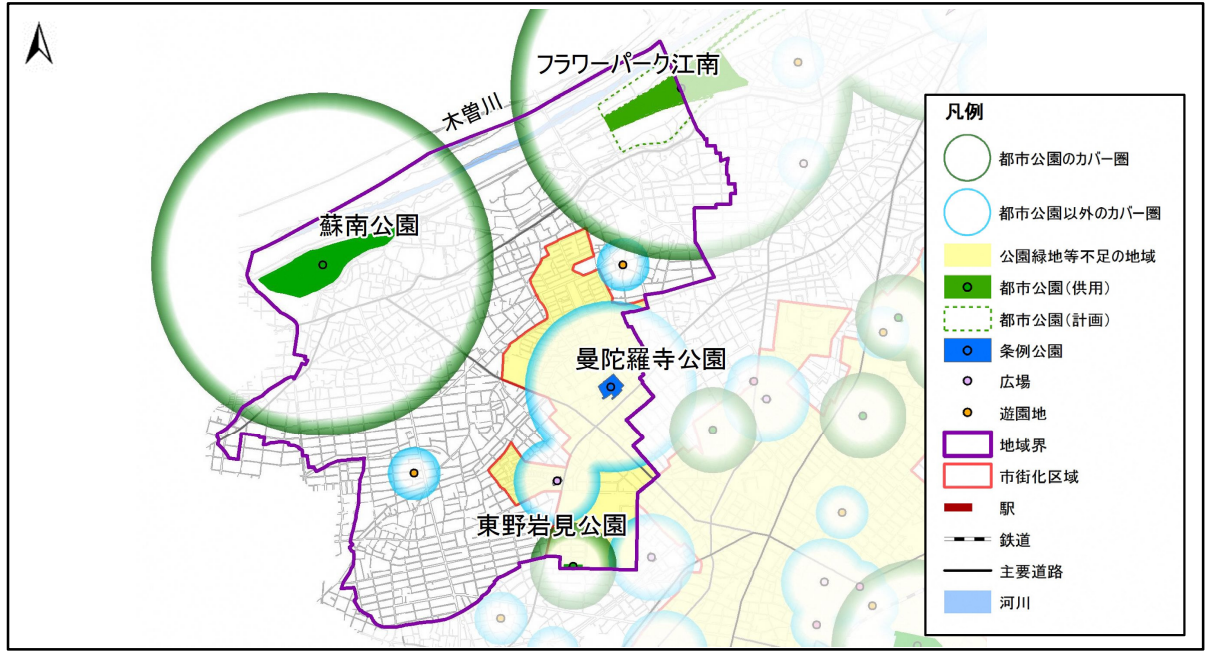 フラワーパーク江南
木曽川
蘇南公園
曼陀羅寺公園
東野岩見公園
凡例
都市公園のカバー圏
都市公園以外のカバー圏
公園緑地等不足の地域
都市公園(供用)
都市公園(計画)
条例公園
広場
遊園地
地域界
市街化区域
駅
鉄道
主要道路
河川